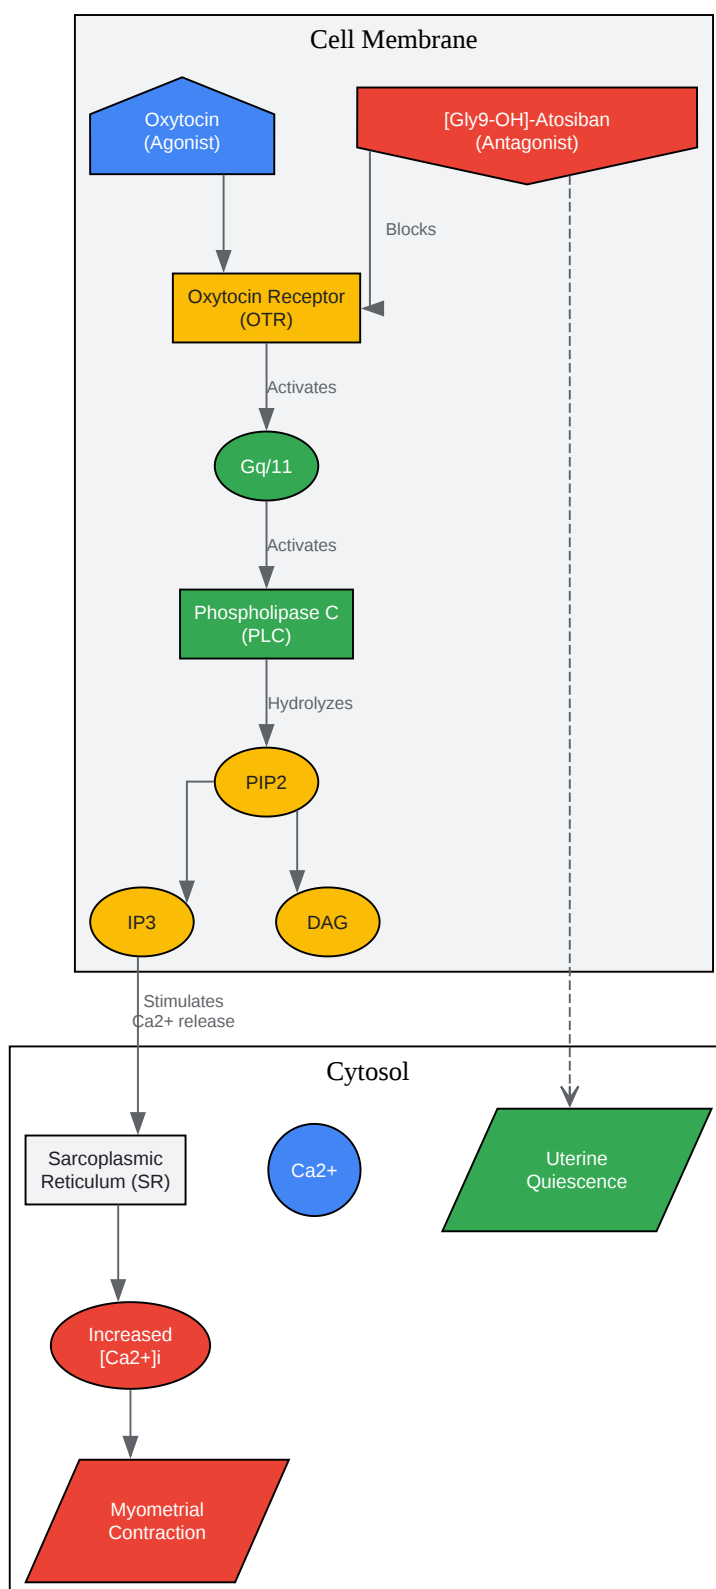 Cell Membrane
Oxytocin
(Agonist)
[Gly9-OH]-Atosiban
(Antagonist)
Blocks
Oxytocin Receptor
(OTR)
Activates
Gq/11
Activates
Phospholipase C
(PLC)
Hydrolyzes
PIP2
IP3
DAG
Stimulates
Ca2+ release
Cytosol
Sarcoplasmic
Reticulum (SR)
Ca2+
Uterine
Quiescence
Increased
[Ca2+]i
Myometrial
Contraction